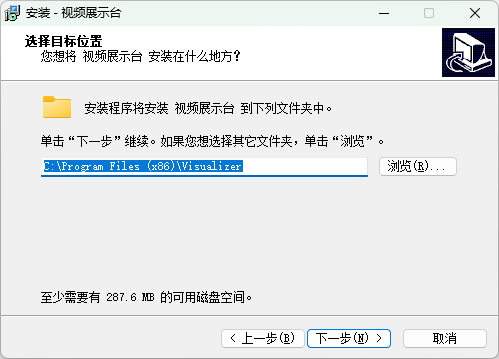 安装 - 视频展示台
选择目标位置
您想将 视频展示台 安装在什么地方?
安装程序将安装 视频展示台 到下列文件夹中。
单击“下一步”继续。如果您想选择其它文件夹，单击“浏览”。
C:\Program Files (x86)\Visualizer
浏览(R)...
至少需要有 287.6 MB 的可用磁盘空间。
< 上一步(B)
下一步(N) >
取消